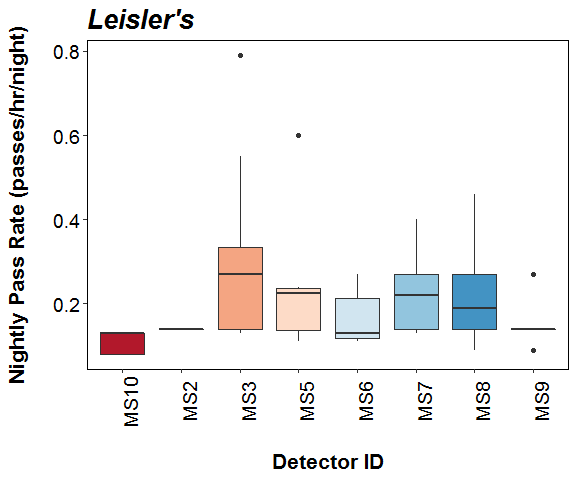 Leisler's
Nightly Pass Rate (passes/hr/night)
0.8
0.6
0.4
0.2
MS10
MS2
MS3
MS5
MS6
MS7
MS8
MS9
Detector ID